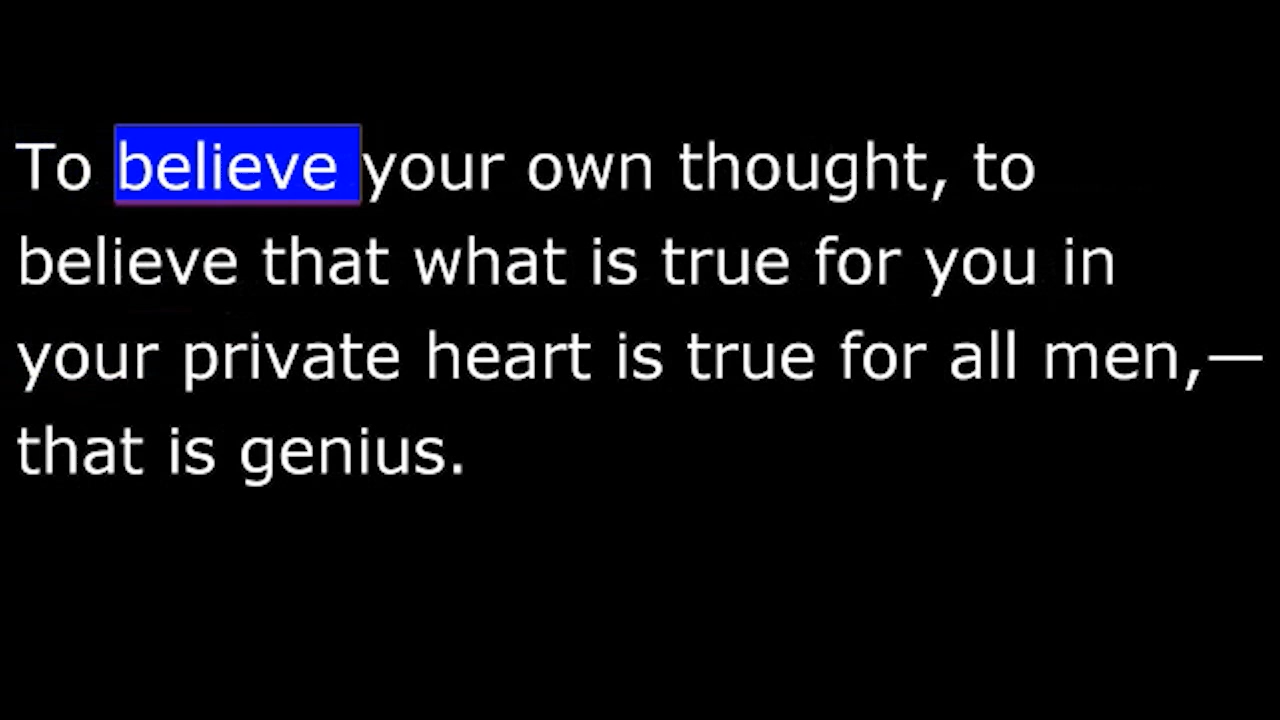 To believe your own thought, to
believe that what is true for you in
your private heart is true for all men,—
that is genius.